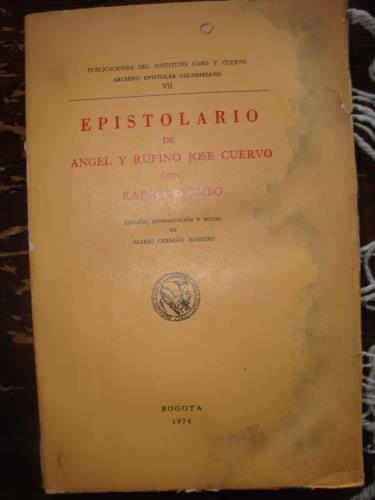 PUBLICACIONES DEL INSTITUTO CARO Y CUERVO
ARCHIVO EPISTOLAR COLOMBIANO
VII
EPISTOLARIO
DE
ANGEL Y RUFINO JOSE CUERVO
CON
RAFAEL POMBO
EDICIÓN, INTRODUCCIÓN Y NOTAS
DE
MARIO GERMÁN ROMERO
BOGOTA
1974